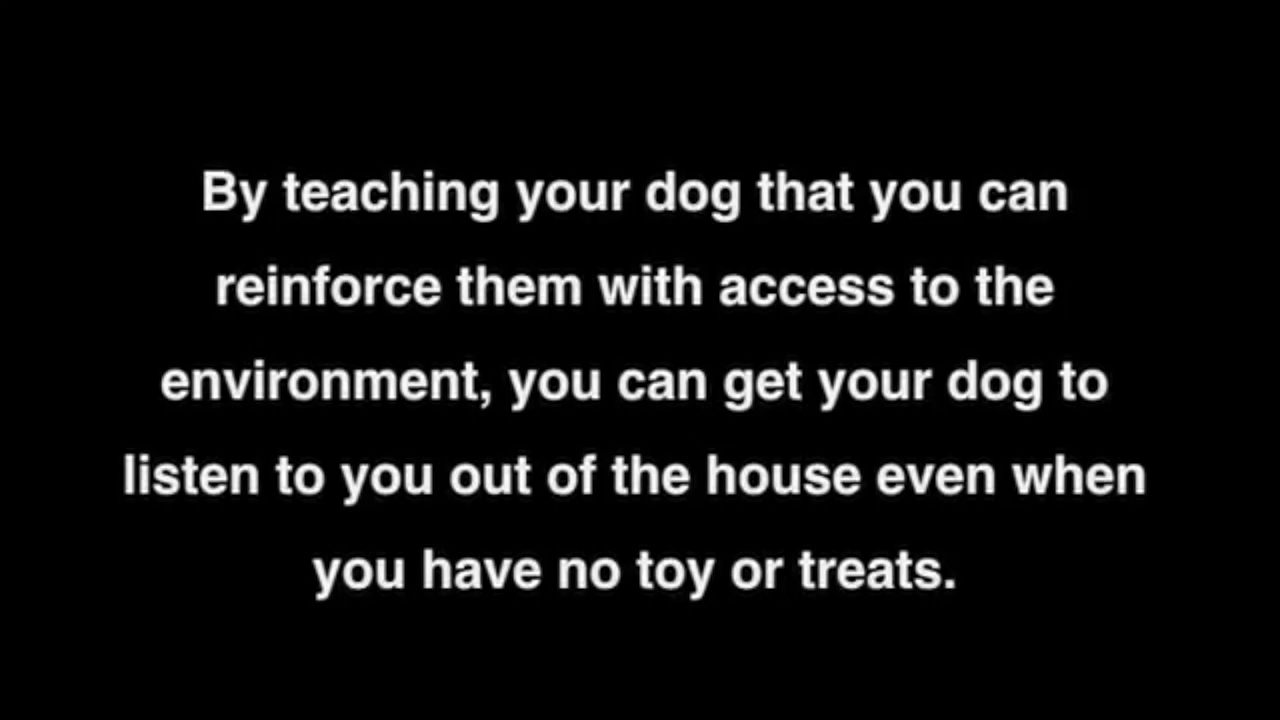 By teaching your dog that you can
reinforce them with access to the
environment, you can get your dog to
listen to you out of the house even when
you have no toy or treats.